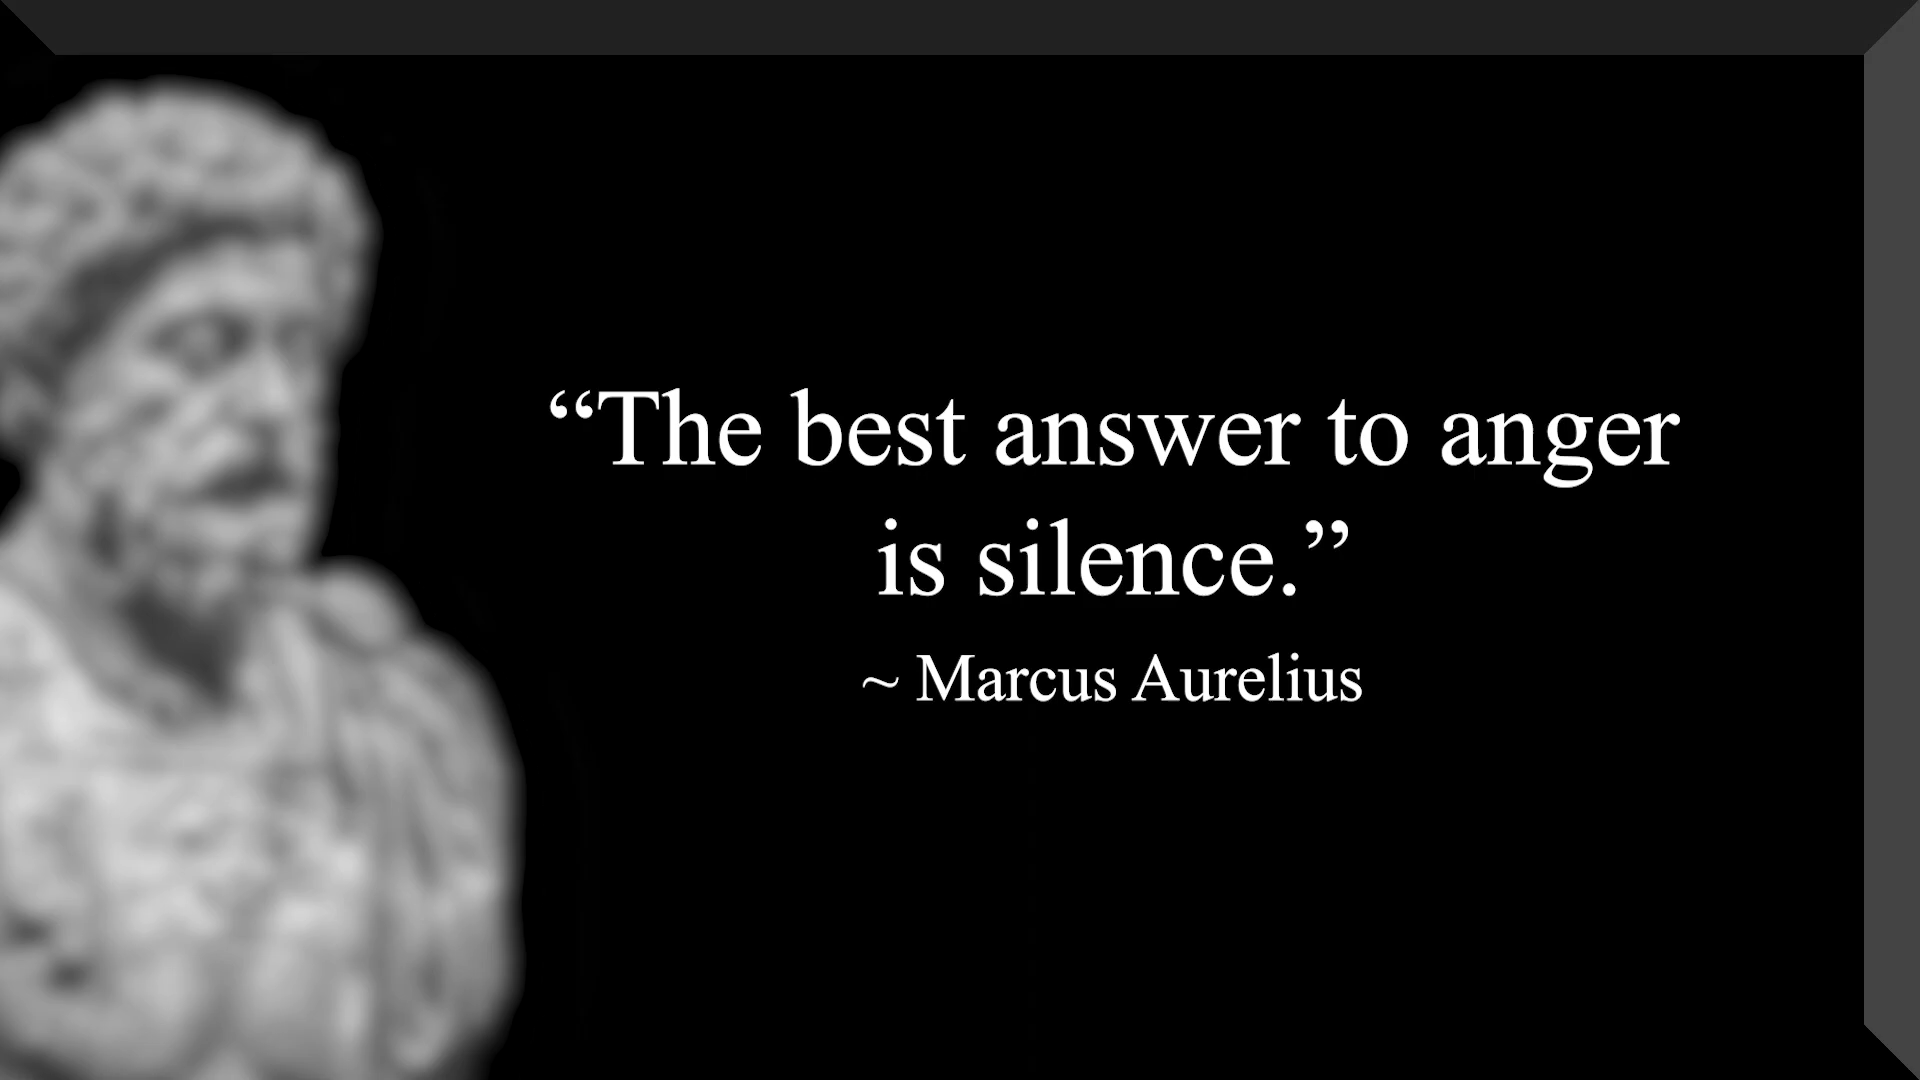 “The best answer to anger
is silence.”
~ Marcus Aurelius